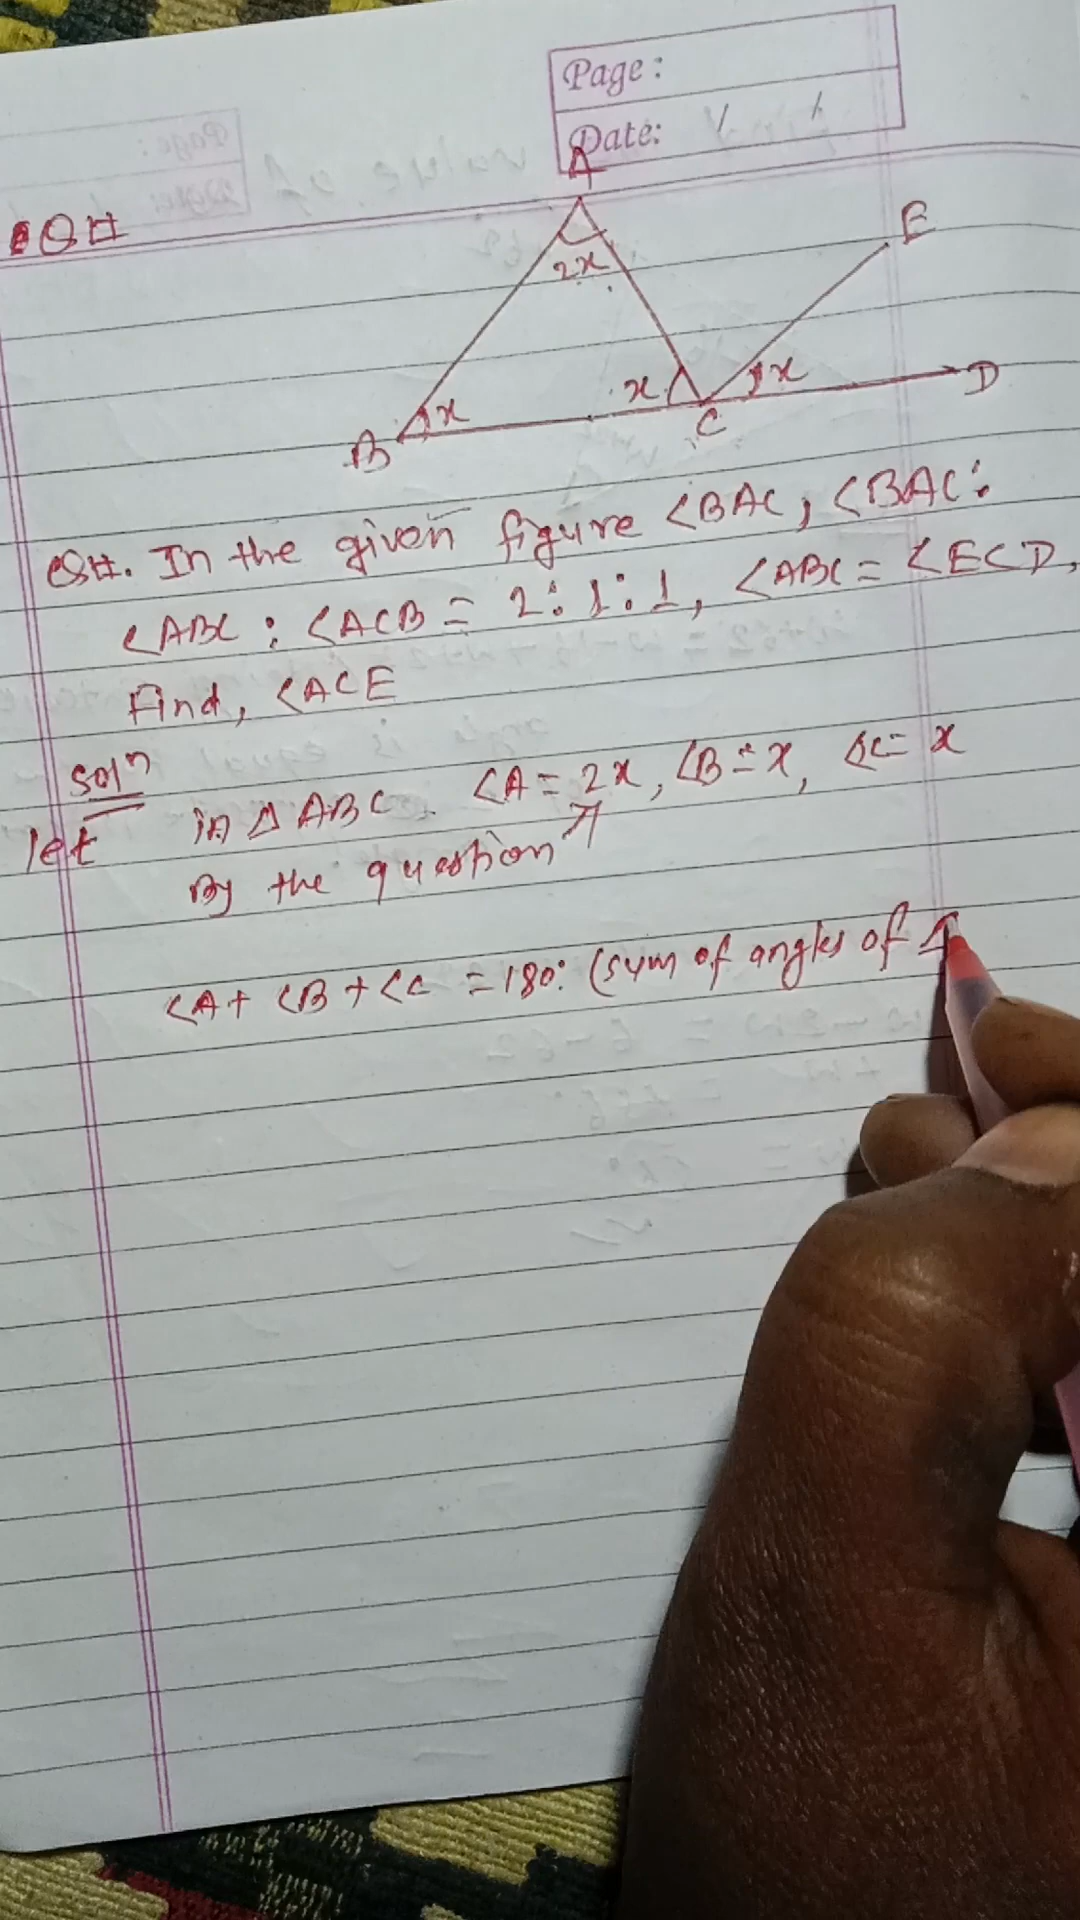 Page:
Date: / /
Q#
A
E
2x
x
x
x
D
B
C
Q#. In the given figure <BAC, <BAC:
<ABC : <ACB = 2:1:1, <ABC = <ECD,
Find, <ACE
Solⁿ
let in Δ ABC. <A = 2x, <B = x, <C = x
By the question
<A + <B + <C = 180° (sum of angles of